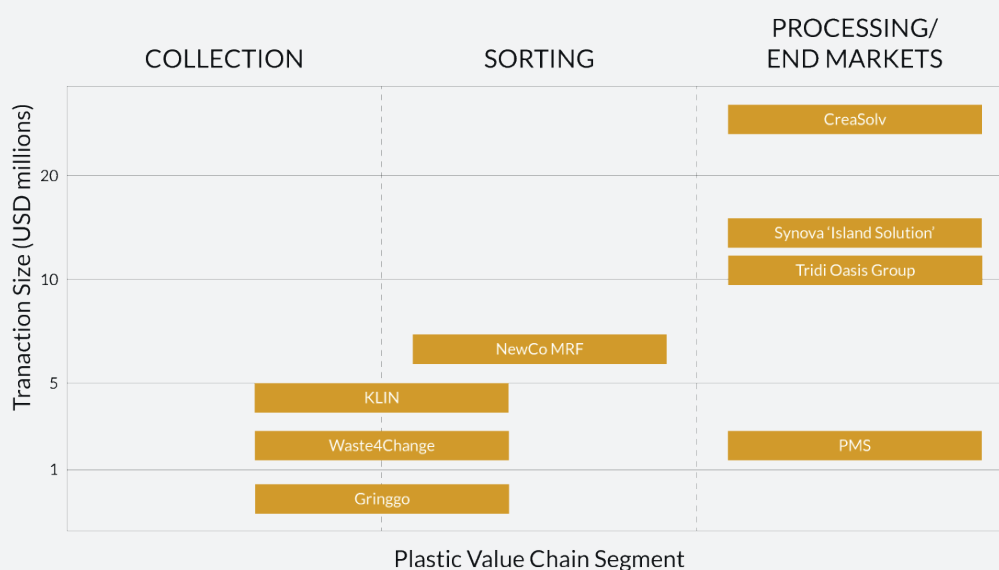 COLLECTION
SORTING
PROCESSING/
END MARKETS
Tranaction Size (USD millions)
CreaSolv
20
Synova ‘Island Solution’
Tridi Oasis Group
10
NewCo MRF
5
KLIN
Waste4Change
PMS
1
Gringgo
Plastic Value Chain Segment